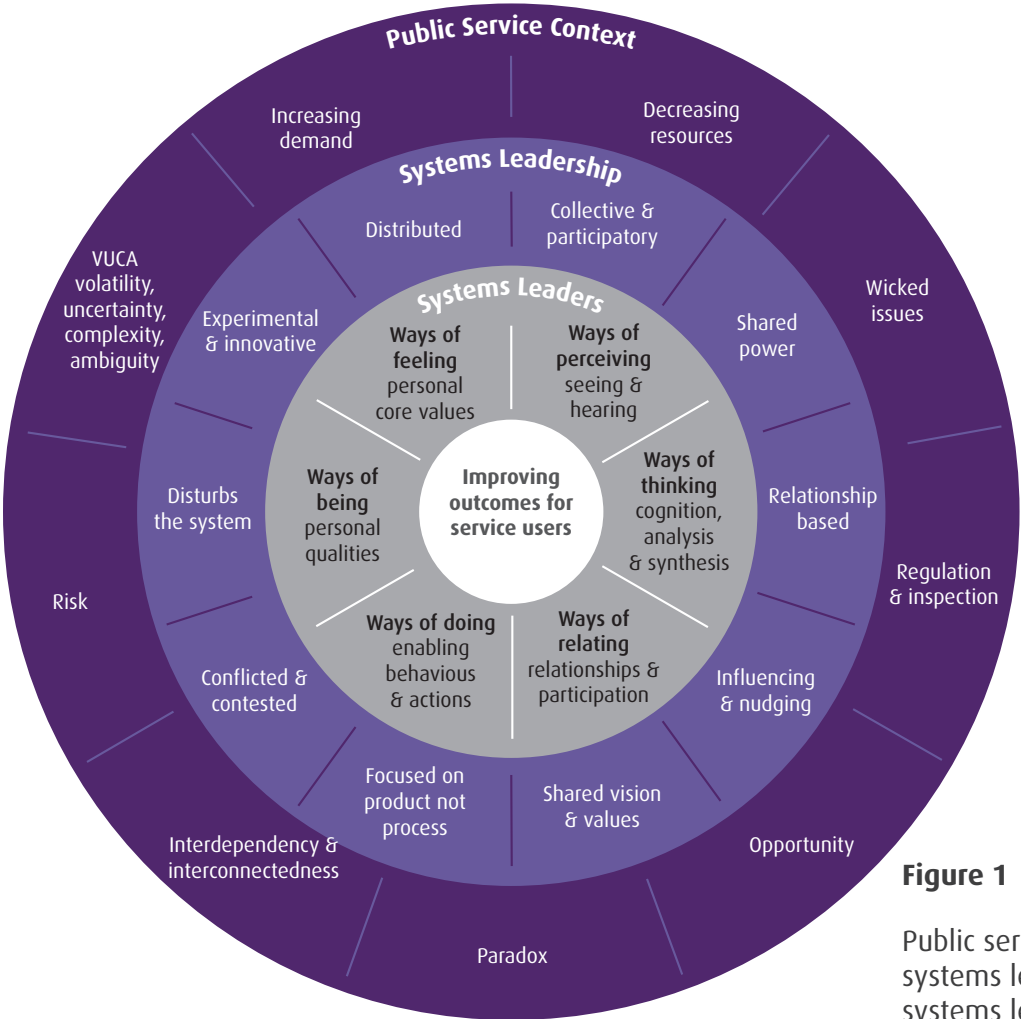 Public Service Context
Increasing
demand
Decreasing
resources
Wicked
issues
Regulation
& inspection
Opportunity
Paradox
Interdependency &
interconnectedness
Risk
VUCA
volatility,
uncertainty,
complexity,
ambiguity
Systems Leadership
Distributed
Collective &
participatory
Shared
power
Relationship
based
Influencing
& nudging
Shared vision
& values
Focused on
product not
process
Conflicted &
contested
Disturbs
the system
Experimental
& innovative
Systems Leaders
Ways of
feeling
personal
core values
Ways of
perceiving
seeing &
hearing
Ways of
thinking
cognition,
analysis
& synthesis
Ways of
relating
relationships &
participation
Ways of doing
enabling
behavious
& actions
Ways of
being
personal
qualities
Improving
outcomes for
service users
Figure 1
Public ser
systems le
systems le